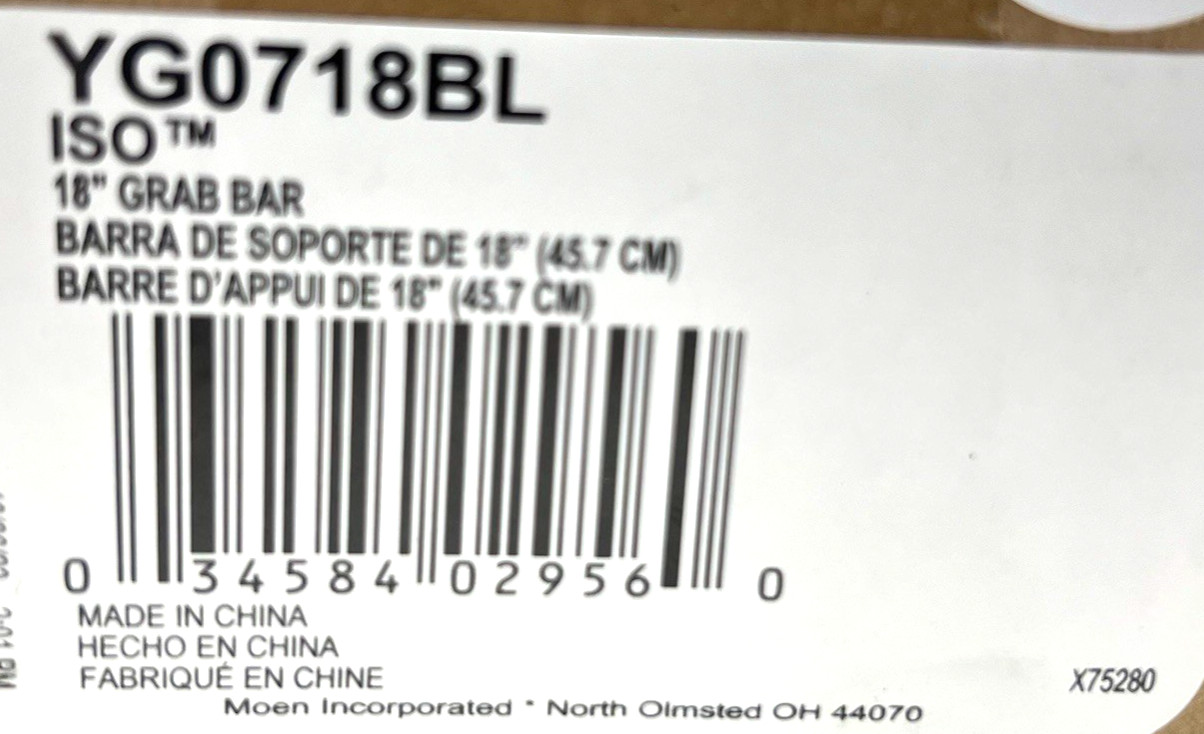 YG0718BL
ISO™
18" GRAB BAR
BARRA DE SOPORTE DE 18" (45.7 CM)
BARRE D'APPUI DE 18" (45.7 CM)
0 34584 02956 0
MADE IN CHINA
HECHO EN CHINA
FABRIQUÉ EN CHINE
X75280
Moen Incorporated * North Olmsted OH 44070